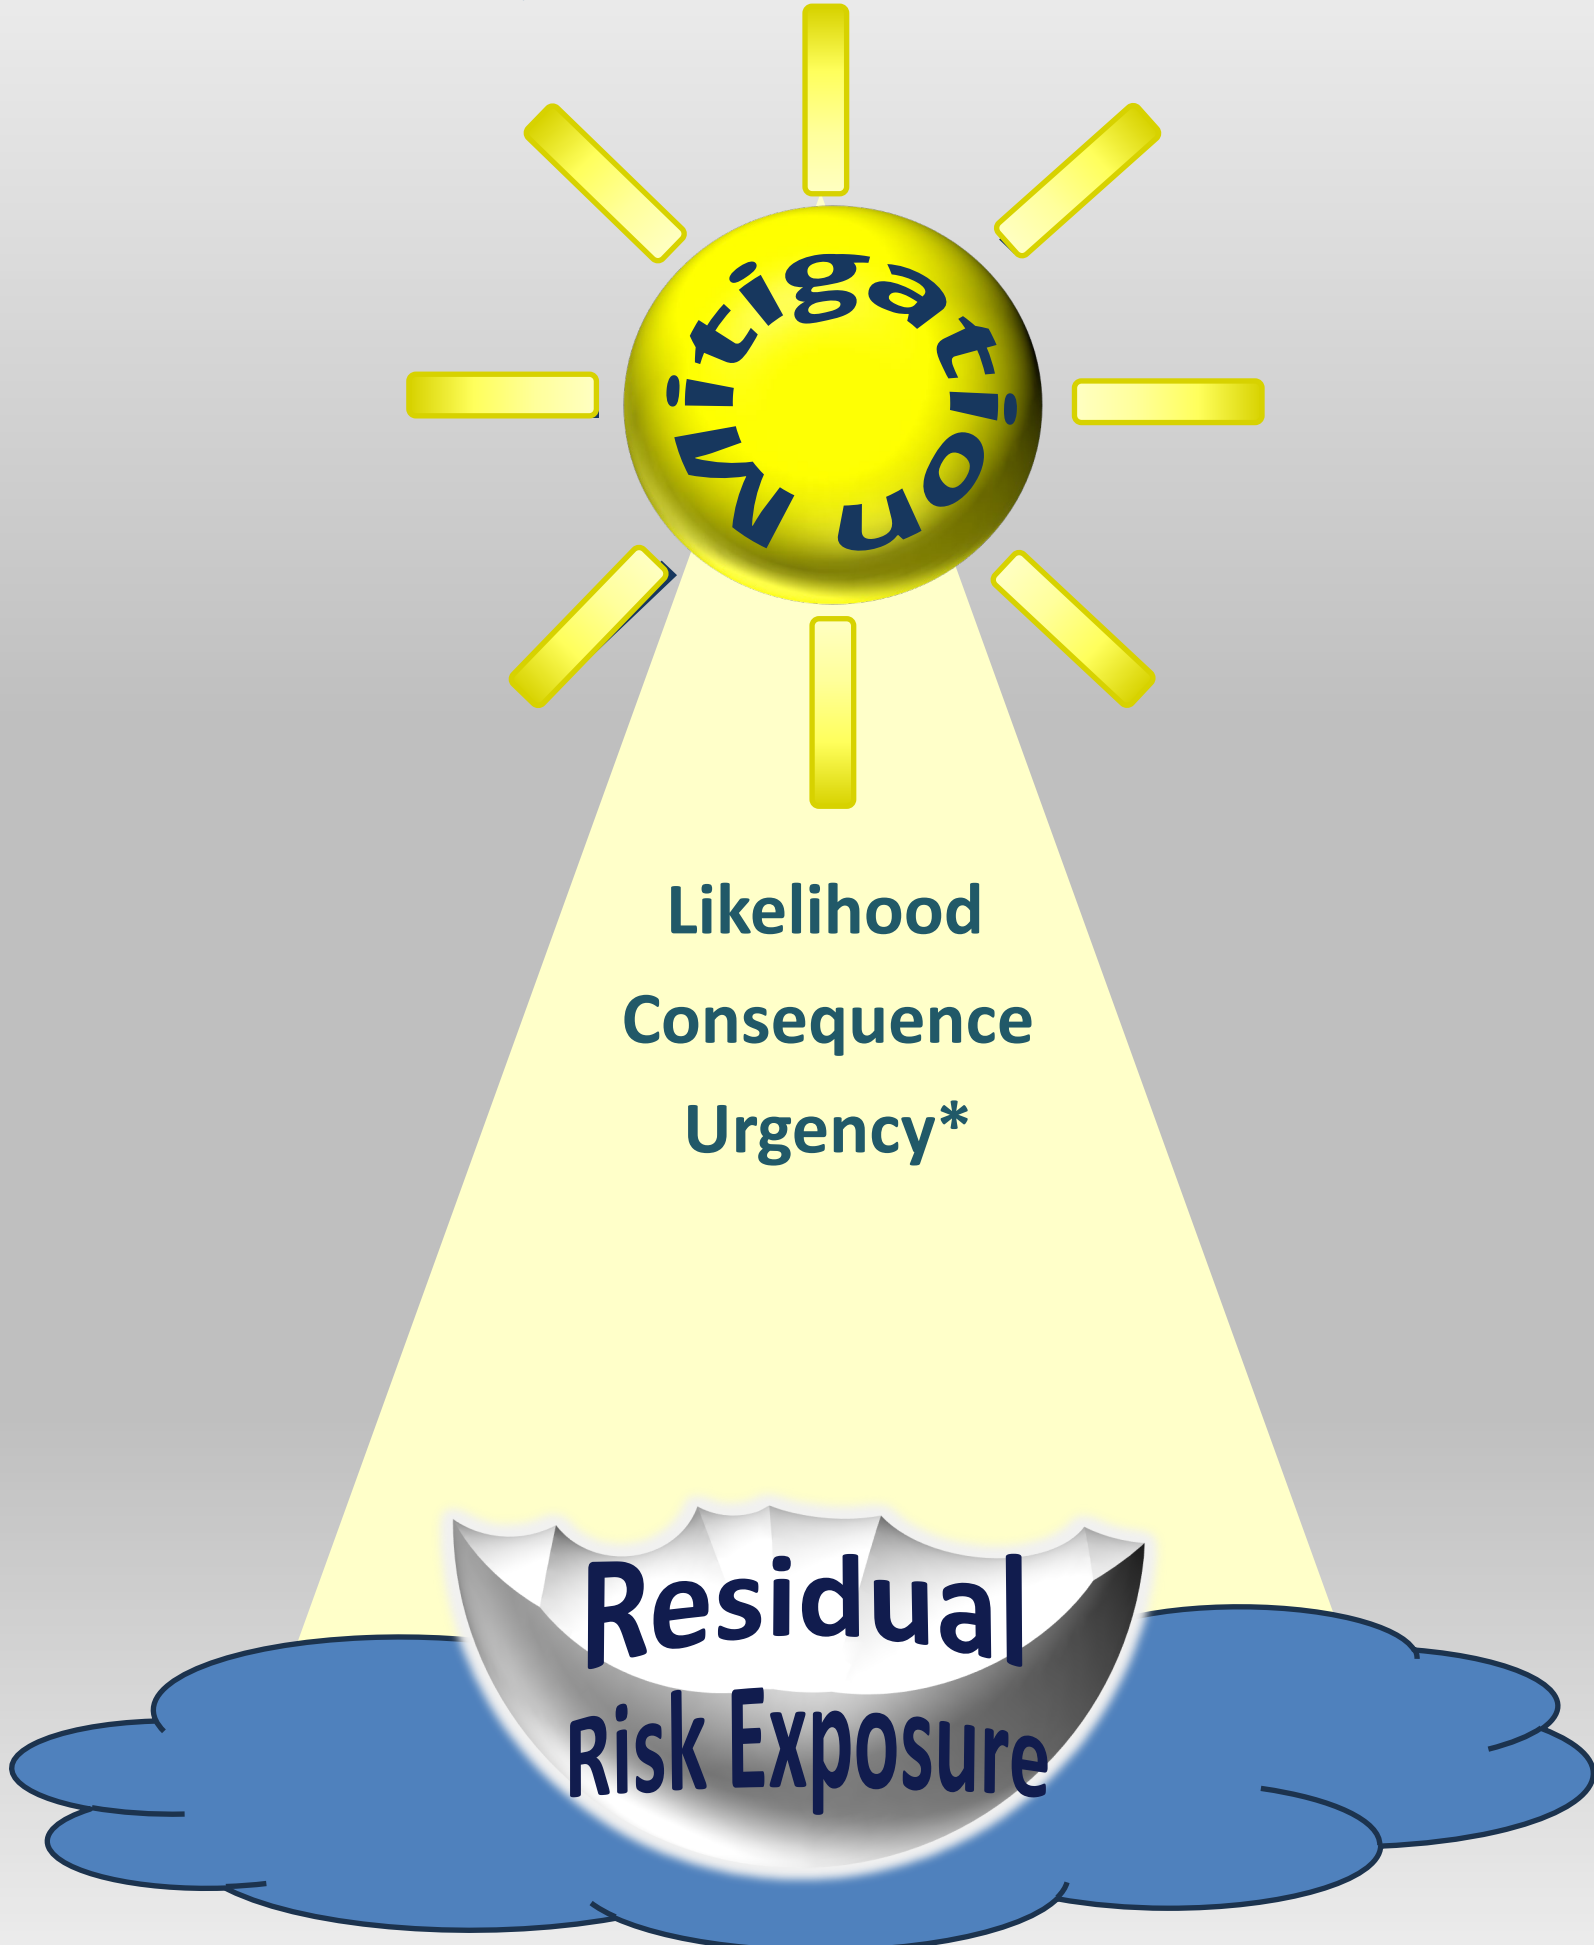 Mitigation
Likelihood
Consequence
Urgency*
Residual
Risk Exposure